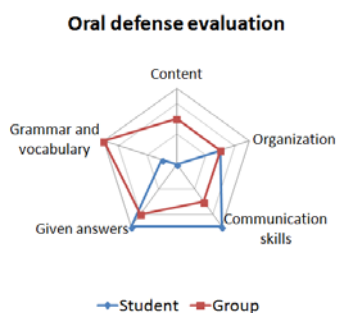 Oral defense evaluation
Content
Grammar and
vocabulary
Organization
Given answers
Communication
skills
Student
Group